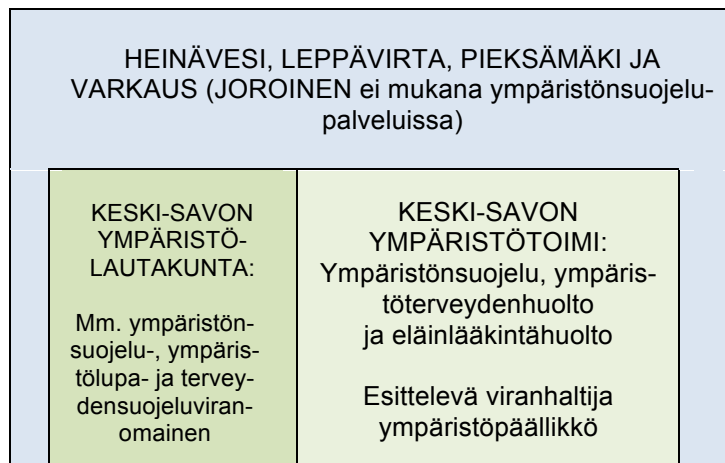 HEINÄVESI, LEPPÄVIRTA, PIEKSÄMÄKI JA
VARKAUS (JOROINEN ei mukana ympäristönsuojelu-
palveluissa)
KESKI-SAVON
YMPÄRISTÖ-
LAUTAKUNTA:
Mm. ympäristön-
suojelu-, ympäris-
tölupa- ja tervey-
densuojeluviran-
omainen
KESKI-SAVON
YMPÄRISTÖTOIMI:
Ympäristönsuojelu, ympäris-
töterveydenhuolto
ja eläinlääkintähuolto
Esittelevä viranhaltija
ympäristöpäällikkö